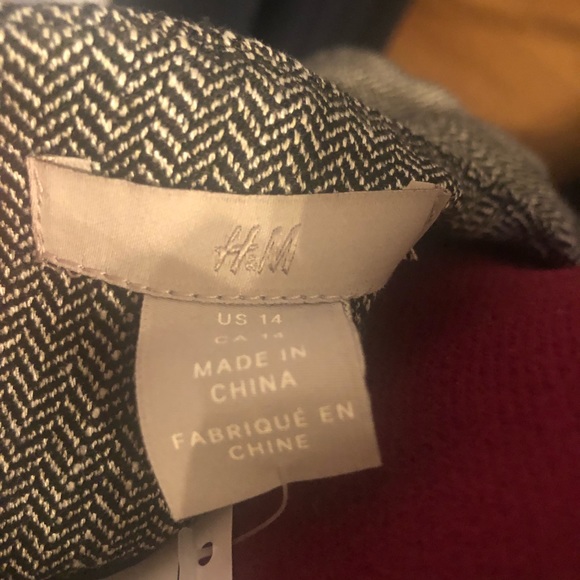 H&M
US 14
CA 14
MADE IN
CHINA
FABRIQUÉ EN
CHINE